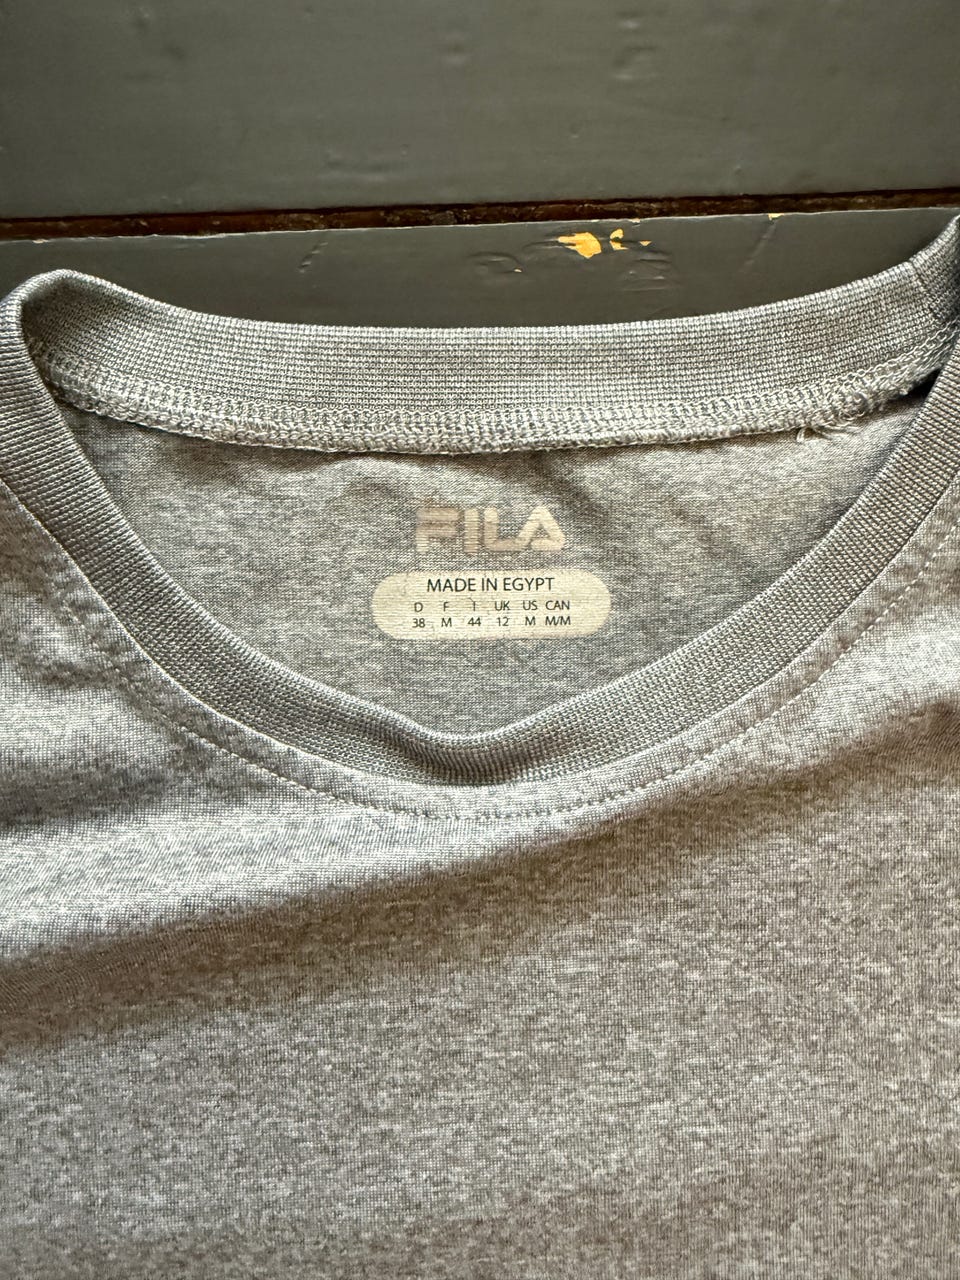 FILA
MADE IN EGYPT
D F I UK US CAN
38 M 44 12 M M/M